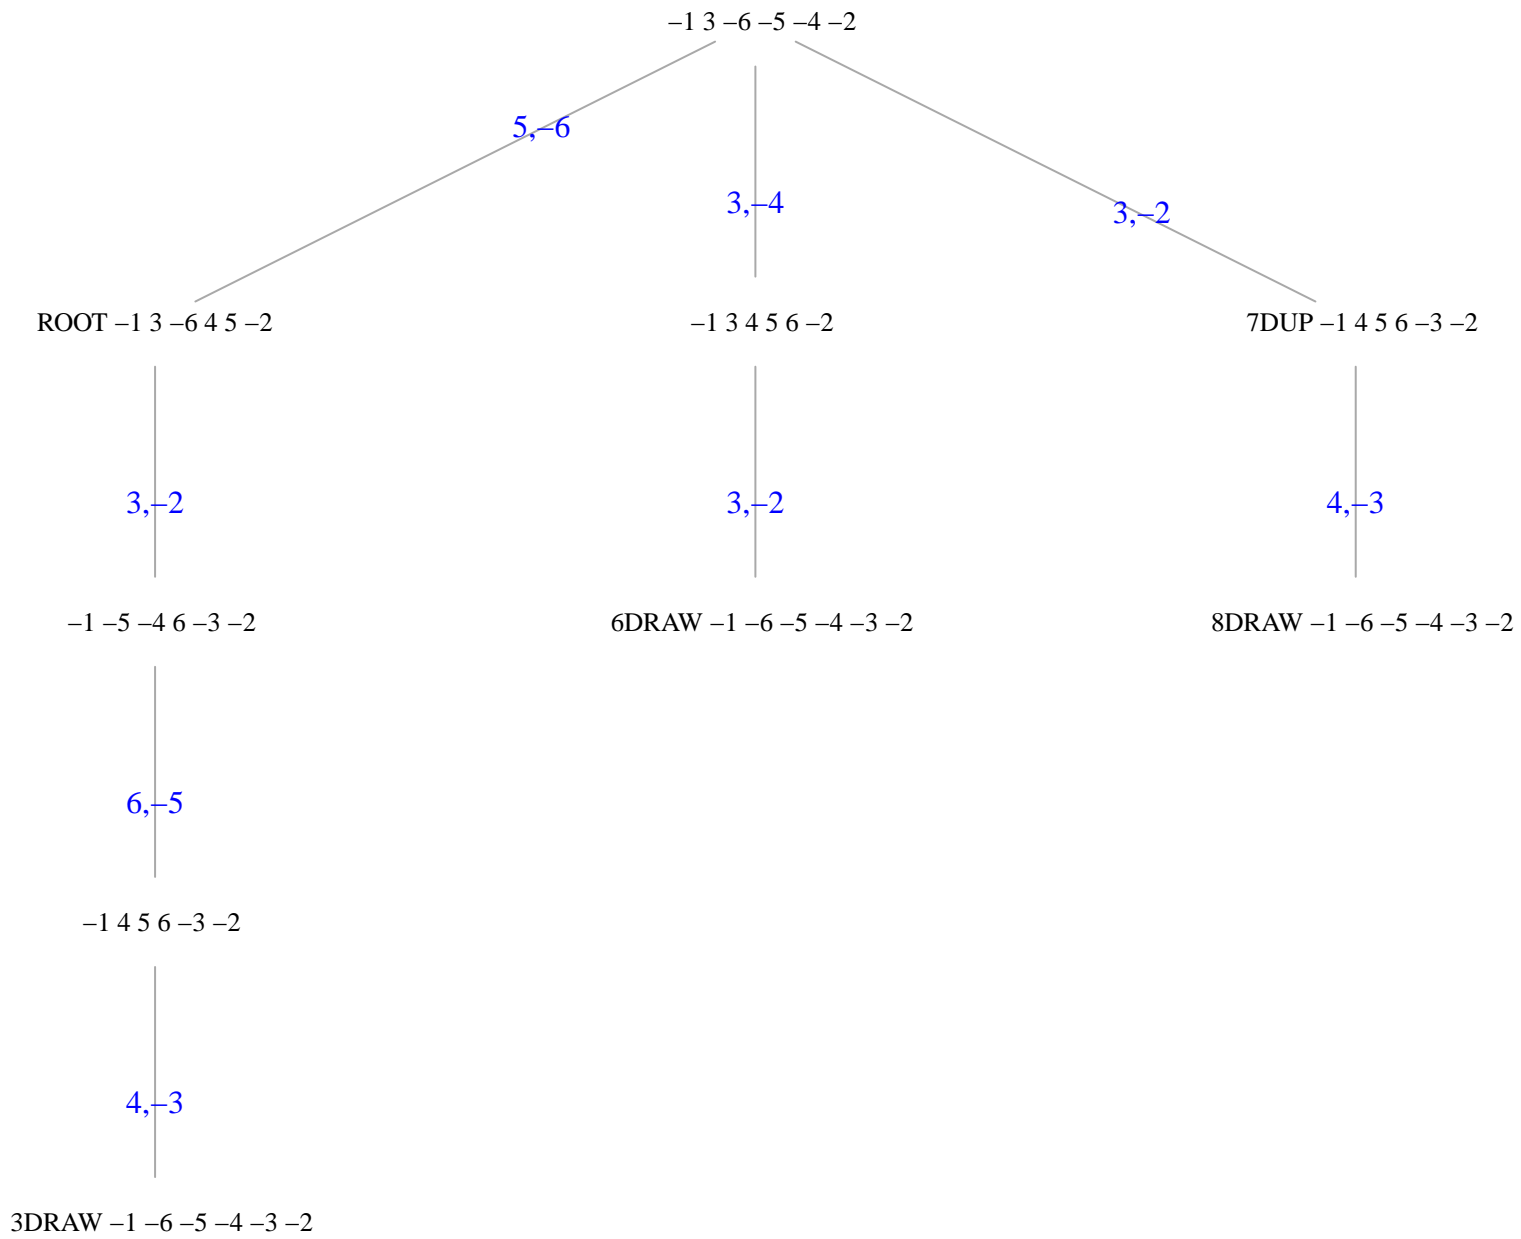 –1 3 –6 –5 –4 –2
5,–6
3,–4
3,–2
ROOT –1 3 –6 4 5 –2
–1 3 4 5 6 –2
7DUP –1 4 5 6 –3 –2
3,–2
3,–2
4,–3
–1 –5 –4 6 –3 –2
6DRAW –1 –6 –5 –4 –3 –2
8DRAW –1 –6 –5 –4 –3 –2
6,–5
–1 4 5 6 –3 –2
4,–3
3DRAW –1 –6 –5 –4 –3 –2